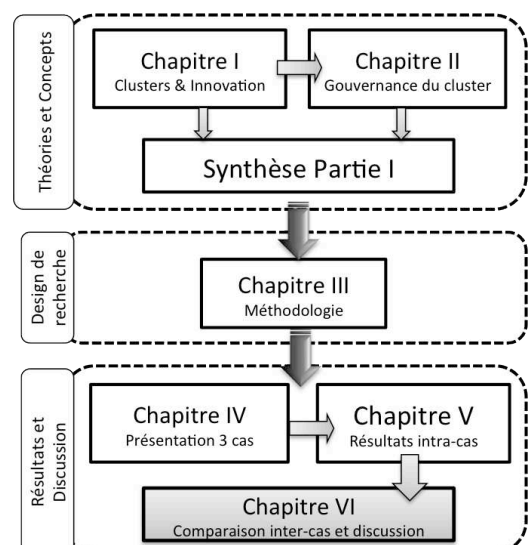 Théories et Concepts
Chapitre I
Clusters & Innovation
Chapitre II
Gouvernance du cluster
Synthèse Partie I
Design de
recherche
Chapitre III
Méthodologie
Résultats et
Discussion
Chapitre IV
Présentation 3 cas
Chapitre V
Résultats intra-cas
Chapitre VI
Comparaison inter-cas et discussion